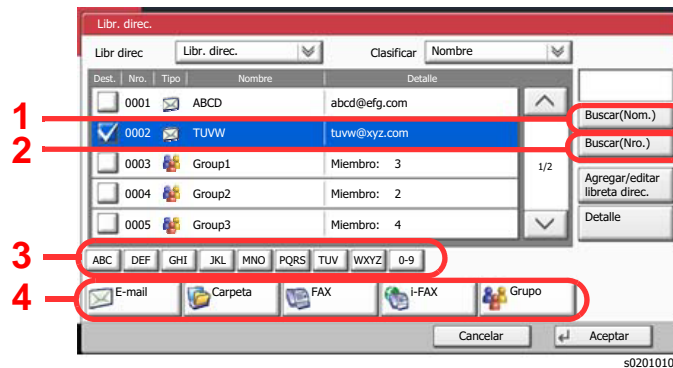 Libr. direc.
Libr direc Libr. direc. Clasificar Nombre
Dest. Nro. Tipo Nombre Detalle
0001 ABCD abcd@efg.com
1 Buscar(Nom.)
0002 TUVW tuvw@xyz.com
2 Buscar(Nro.)
0003 Group1 Miembro: 3 1/2
Agregar/editar
libreta direc.
0004 Group2 Miembro: 2
0005 Group3 Miembro: 4 Detalle
3 ABC DEF GHI JKL MNO PQRS TUV WXYZ 0-9
4 E-mail Carpeta FAX i-FAX Grupo
Cancelar Aceptar
s0201010